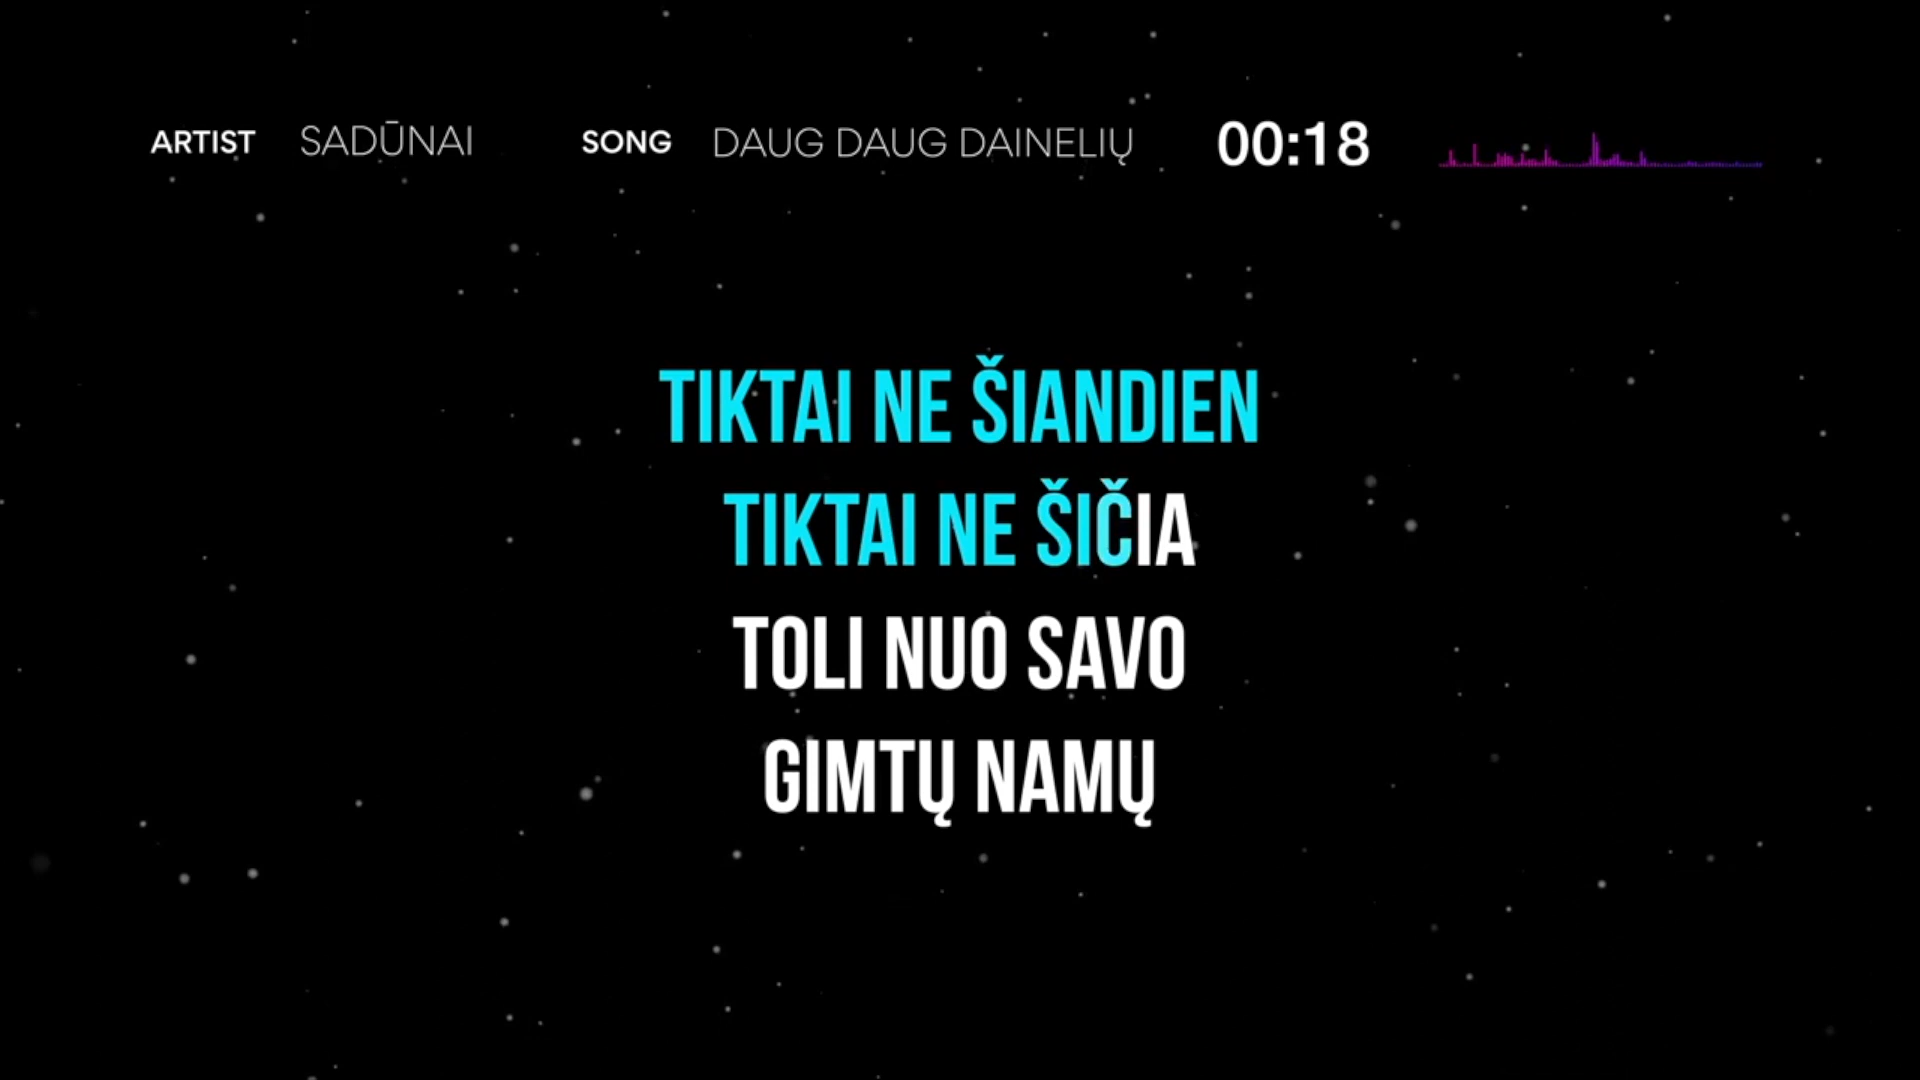 ARTIST SADŪNAI SONG DAUG DAUG DAINELIŲ 00:18
TIKTAI NE ŠIANDIEN
TIKTAI NE ŠIČIA
TOLI NUO SAVO
GIMTŲ NAMŲ